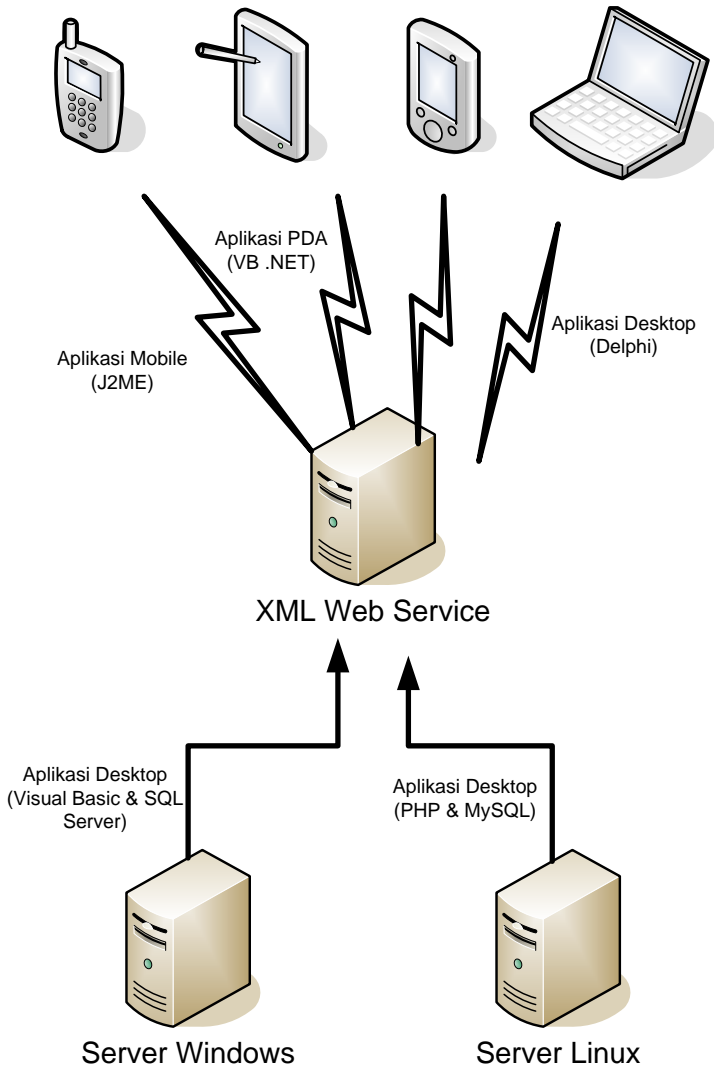 Aplikasi PDA
(VB .NET)
Aplikasi Mobile
(J2ME)
Aplikasi Desktop
(Delphi)
XML Web Service
Aplikasi Desktop
(Visual Basic & SQL
Server)
Aplikasi Desktop
(PHP & MySQL)
Server Windows
Server Linux